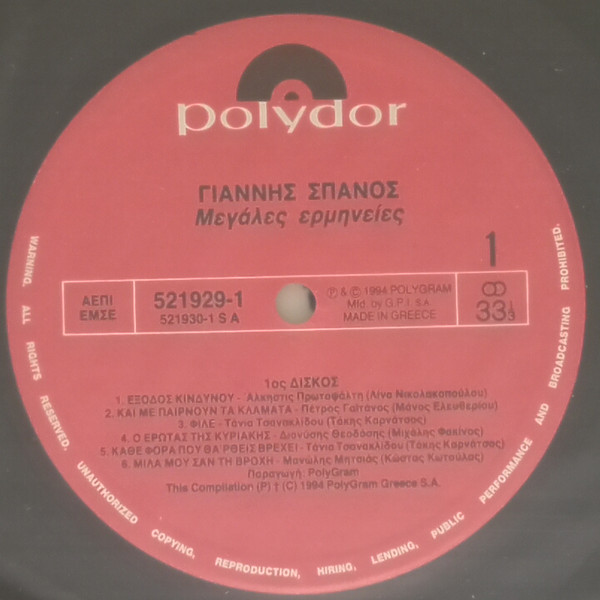 polydor
ΓΙΑΝΝΗΣ ΣΠΑΝΟΣ
Μεγάλες ερμηνείες
1
ΑΕΠΙ
ΕΜΣΕ
521929-1
521930-1 S A
℗ & © 1994 POLYGRAM
Mfd. by G.P.I. S.A.
MADE IN GREECE
33 1/3
1ος ΔΙΣΚΟΣ
1. ΕΞΟΔΟΣ ΚΙΝΔΥΝΟΥ - Άλκηστις Πρωτοψάλτη (Λίνα Νικολακοπούλου)
2. ΚΑΙ ΜΕ ΠΑΙΡΝΟΥΝ ΤΑ ΚΛΑΜΑΤΑ - Πέτρος Γαϊτάνος (Μάνος Ελευθερίου)
3. ΦΙΛΕ - Τάνια Τσανακλίδου (Τάκης Καρνάτσος)
4. Ο ΕΡΩΤΑΣ ΤΗΣ ΚΥΡΙΑΚΗΣ - Διονύσης Θεοδόσης (Μιχάλης Φακίνος)
5. ΚΑΘΕ ΦΟΡΑ ΠΟΥ ΘΑ ΡΘΕΙΣ ΒΡΕΧΕΙ - Τάνια Τσανακλίδου (Τάκης Καρνάτσος)
6. ΜΙΛΑ ΜΟΥ ΣΑΝ ΤΗ ΒΡΟΧΗ - Μανώλης Μητσιάς (Κώστας Κωτούλας)
Παραγωγή: PolyGram
This Compilation (P) † (C) 1994 PolyGram Greece S.A.
WARNING. ALL RIGHTS RESERVED. UNAUTHORIZED COPYING, REPRODUCTION, HIRING, LENDING, PUBLIC PERFORMANCE AND BROADCASTING PROHIBITED.